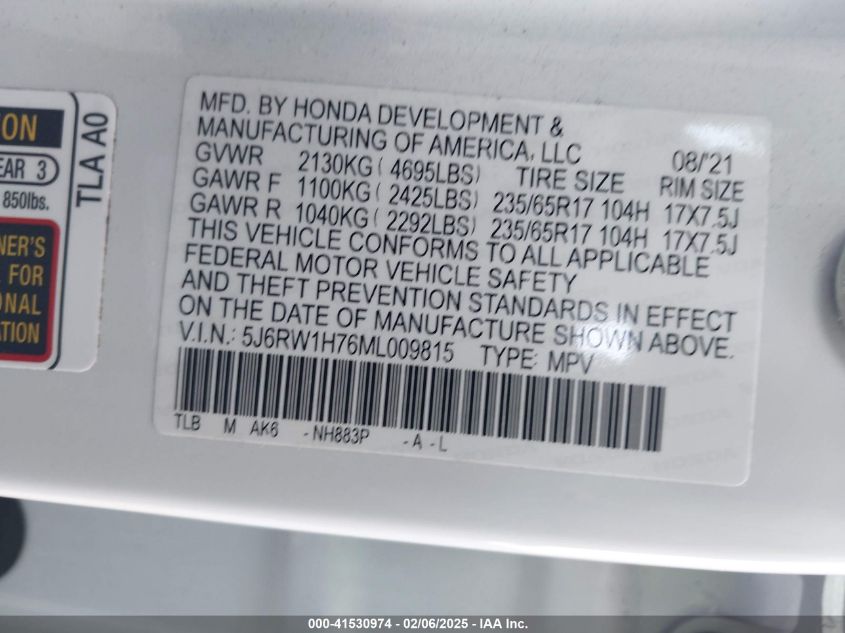 ION
EAR 3
850lbs.
TLA A0
NER'S
FOR
ONAL
ATION
MFD. BY HONDA DEVELOPMENT &
MANUFACTURING OF AMERICA, LLC 08/'21
GVWR 2130KG ( 4695LBS) TIRE SIZE RIM SIZE
GAWR F 1100KG ( 2425LBS) 235/65R17 104H 17X7.5J
GAWR R 1040KG ( 2292LBS) 235/65R17 104H 17X7.5J
THIS VEHICLE CONFORMS TO ALL APPLICABLE
FEDERAL MOTOR VEHICLE SAFETY
AND THEFT PREVENTION STANDARDS IN EFFECT
ON THE DATE OF MANUFACTURE SHOWN ABOVE.
V.I.N.: 5J6RW1H76ML009815 TYPE: MPV
TLB M AK6 -NH883P -A-L
000-41530974 — 02/06/2025 — IAA Inc.